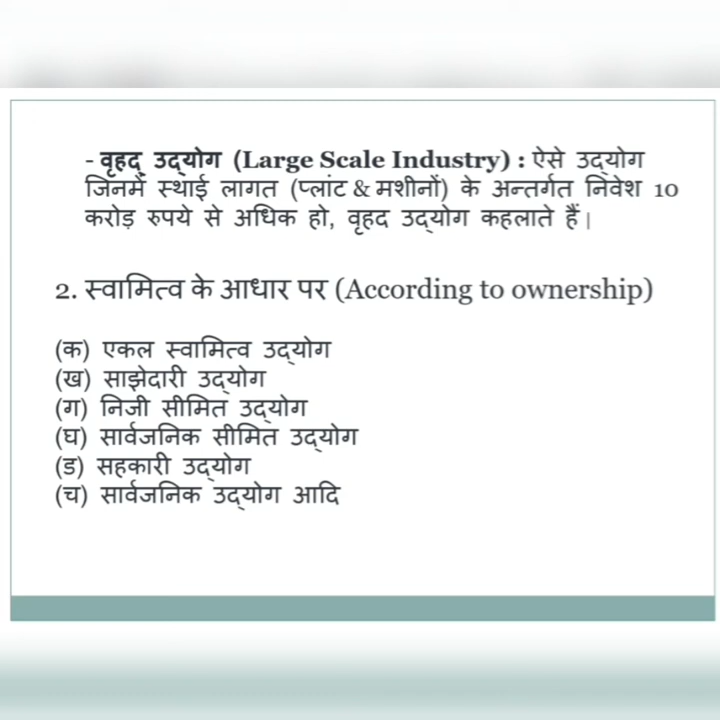 - वृहद् उद्योग (Large Scale Industry) : ऐसे उद्योग
जिनमें स्थाई लागत (प्लांट & मशीनों) के अन्तर्गत निवेश 10
करोड़ रुपये से अधिक हो, वृहद उद्योग कहलाते हैं|
2. स्वामित्व के आधार पर (According to ownership)
(क) एकल स्वामित्व उद्योग
(ख) साझेदारी उद्योग
(ग) निजी सीमित उद्योग
(घ) सार्वजनिक सीमित उद्योग
(ड) सहकारी उद्योग
(च) सार्वजनिक उद्योग आदि